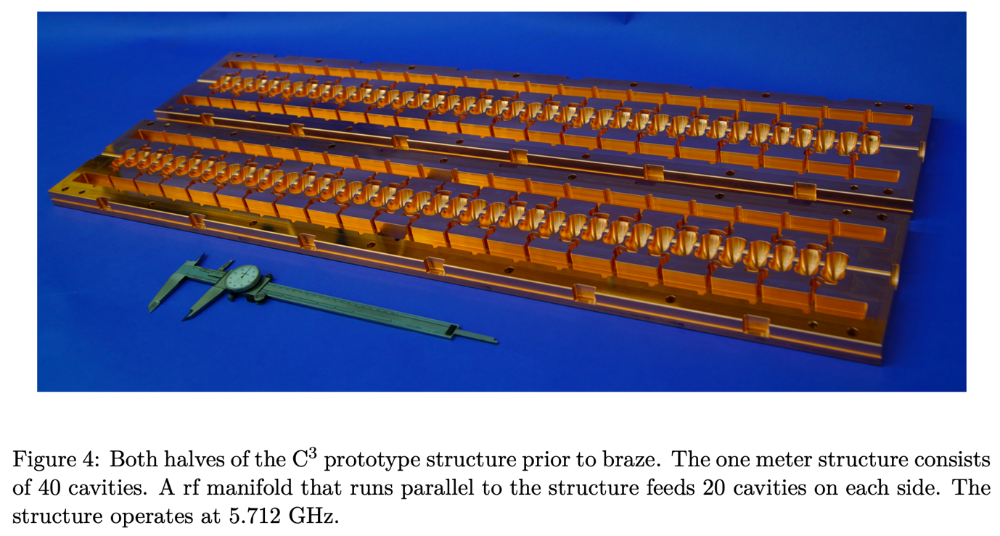 Figure 4: Both halves of the C³ prototype structure prior to braze. The one meter structure consists
of 40 cavities. A rf manifold that runs parallel to the structure feeds 20 cavities on each side. The
structure operates at 5.712 GHz.